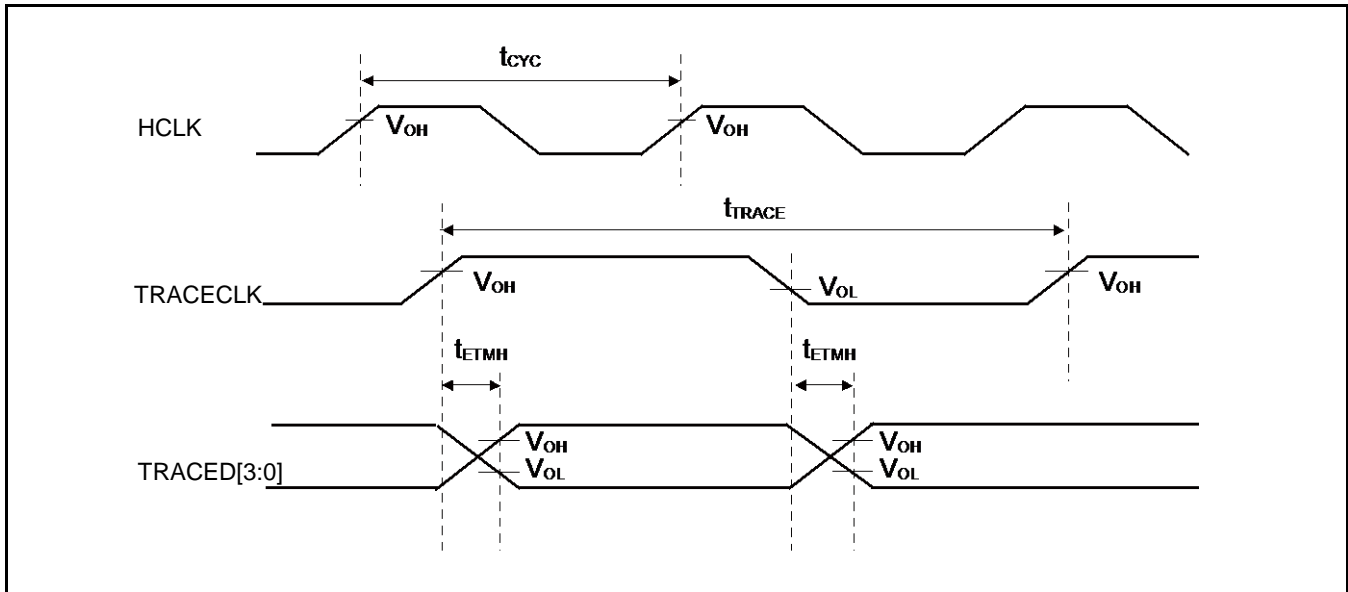 tCYC
HCLK
VOH
VOH
tTRACE
TRACECLK
VOH
VOL
VOH
tETMH
tETMH
TRACED[3:0]
VOH
VOH
VOL
VOL